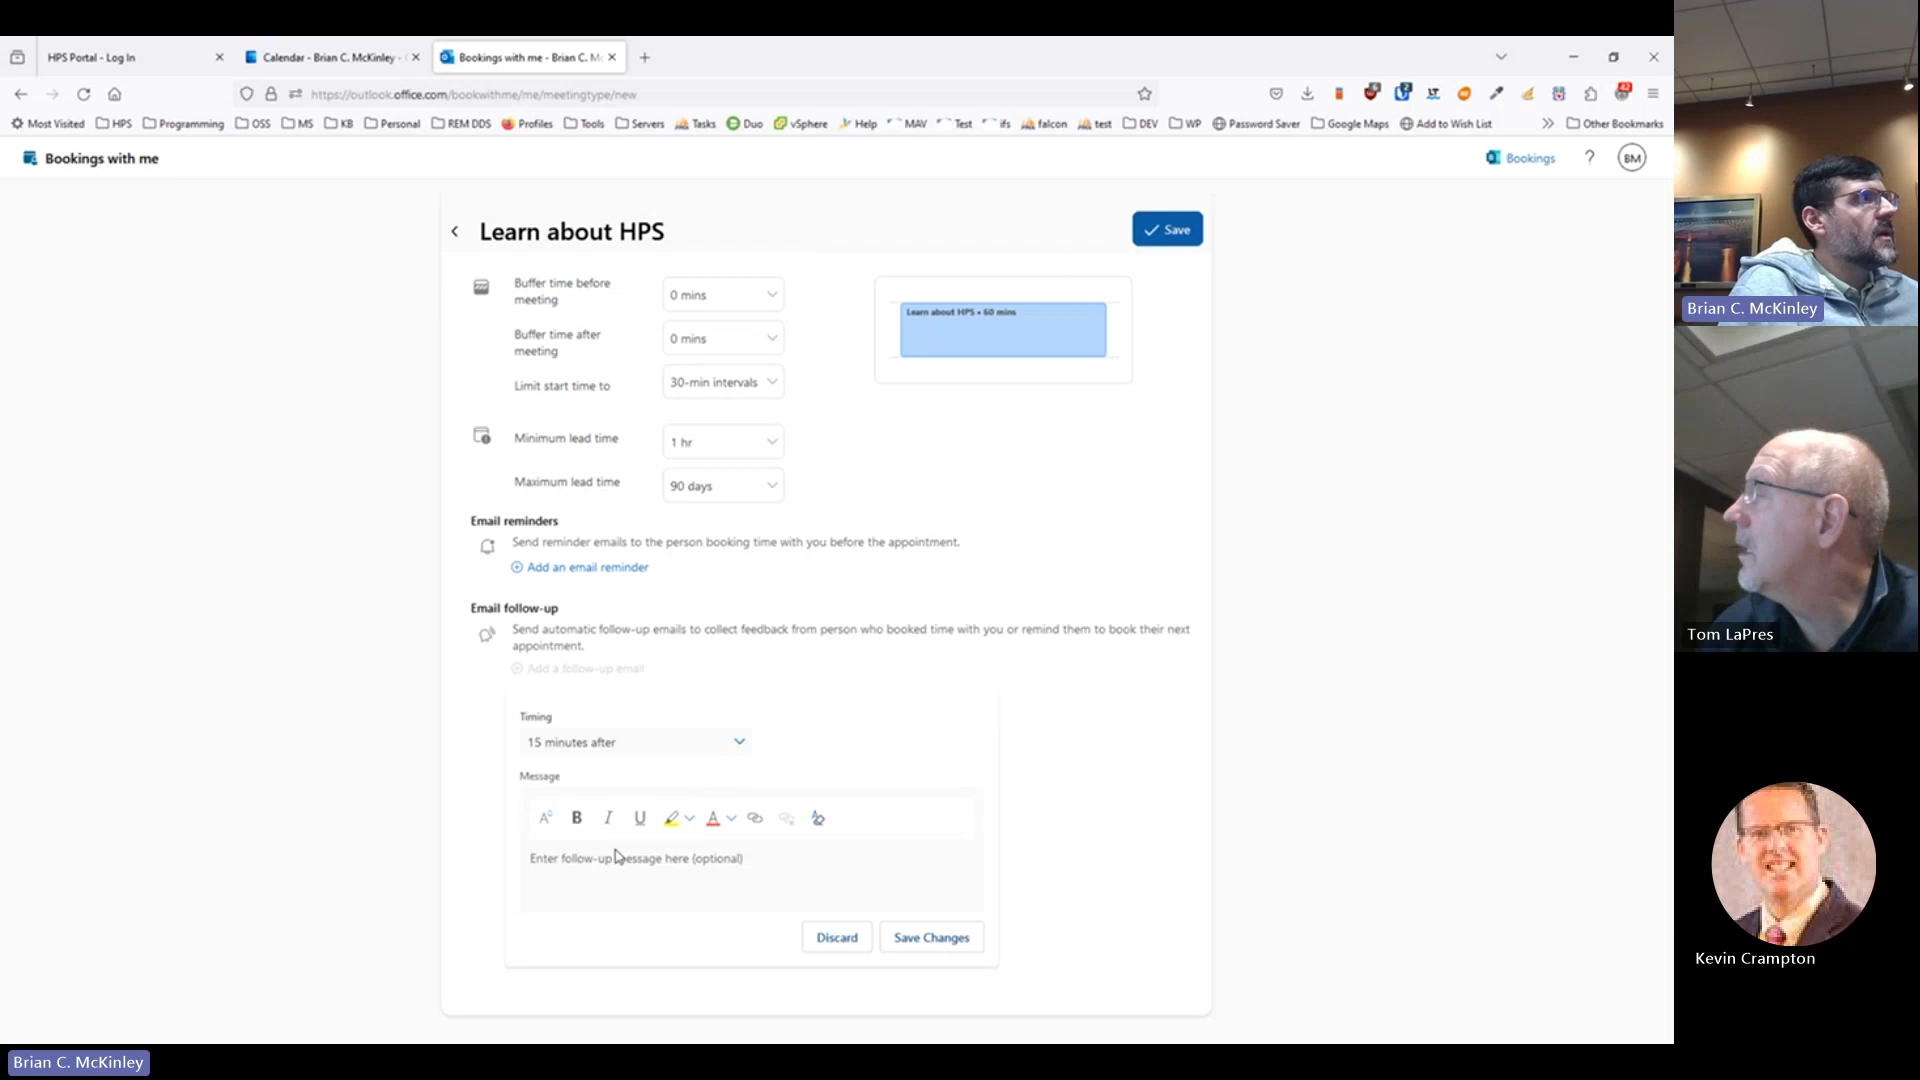 HPS Portal - Log In
Calendar - Brian C. McKinley -
Bookings with me - Brian C. Mc
https://outlook.office.com/bookwithme/me/meetingtype/new
Most Visited HPS Programming OSS MS KB Personal REM DDS Profiles Tools Servers Tasks Duo vSphere Help MAV Test ifs falcon test DEV WP Password Saver Google Maps Add to Wish List Other Bookmarks
Bookings with me
Bookings
?
BM
Learn about HPS
Save
Buffer time before meeting
0 mins
Learn about HPS • 60 mins
Buffer time after meeting
0 mins
Limit start time to
30-min intervals
Minimum lead time
1 hr
Maximum lead time
90 days
Email reminders
Send reminder emails to the person booking time with you before the appointment.
Add an email reminder
Email follow-up
Send automatic follow-up emails to collect feedback from person who booked time with you or remind them to book their next
appointment.
Add a follow-up email
Timing
15 minutes after
Message
B I U A
Enter follow-up message here (optional)
Discard
Save Changes
Brian C. McKinley
Tom LaPres
Kevin Crampton
Brian C. McKinley